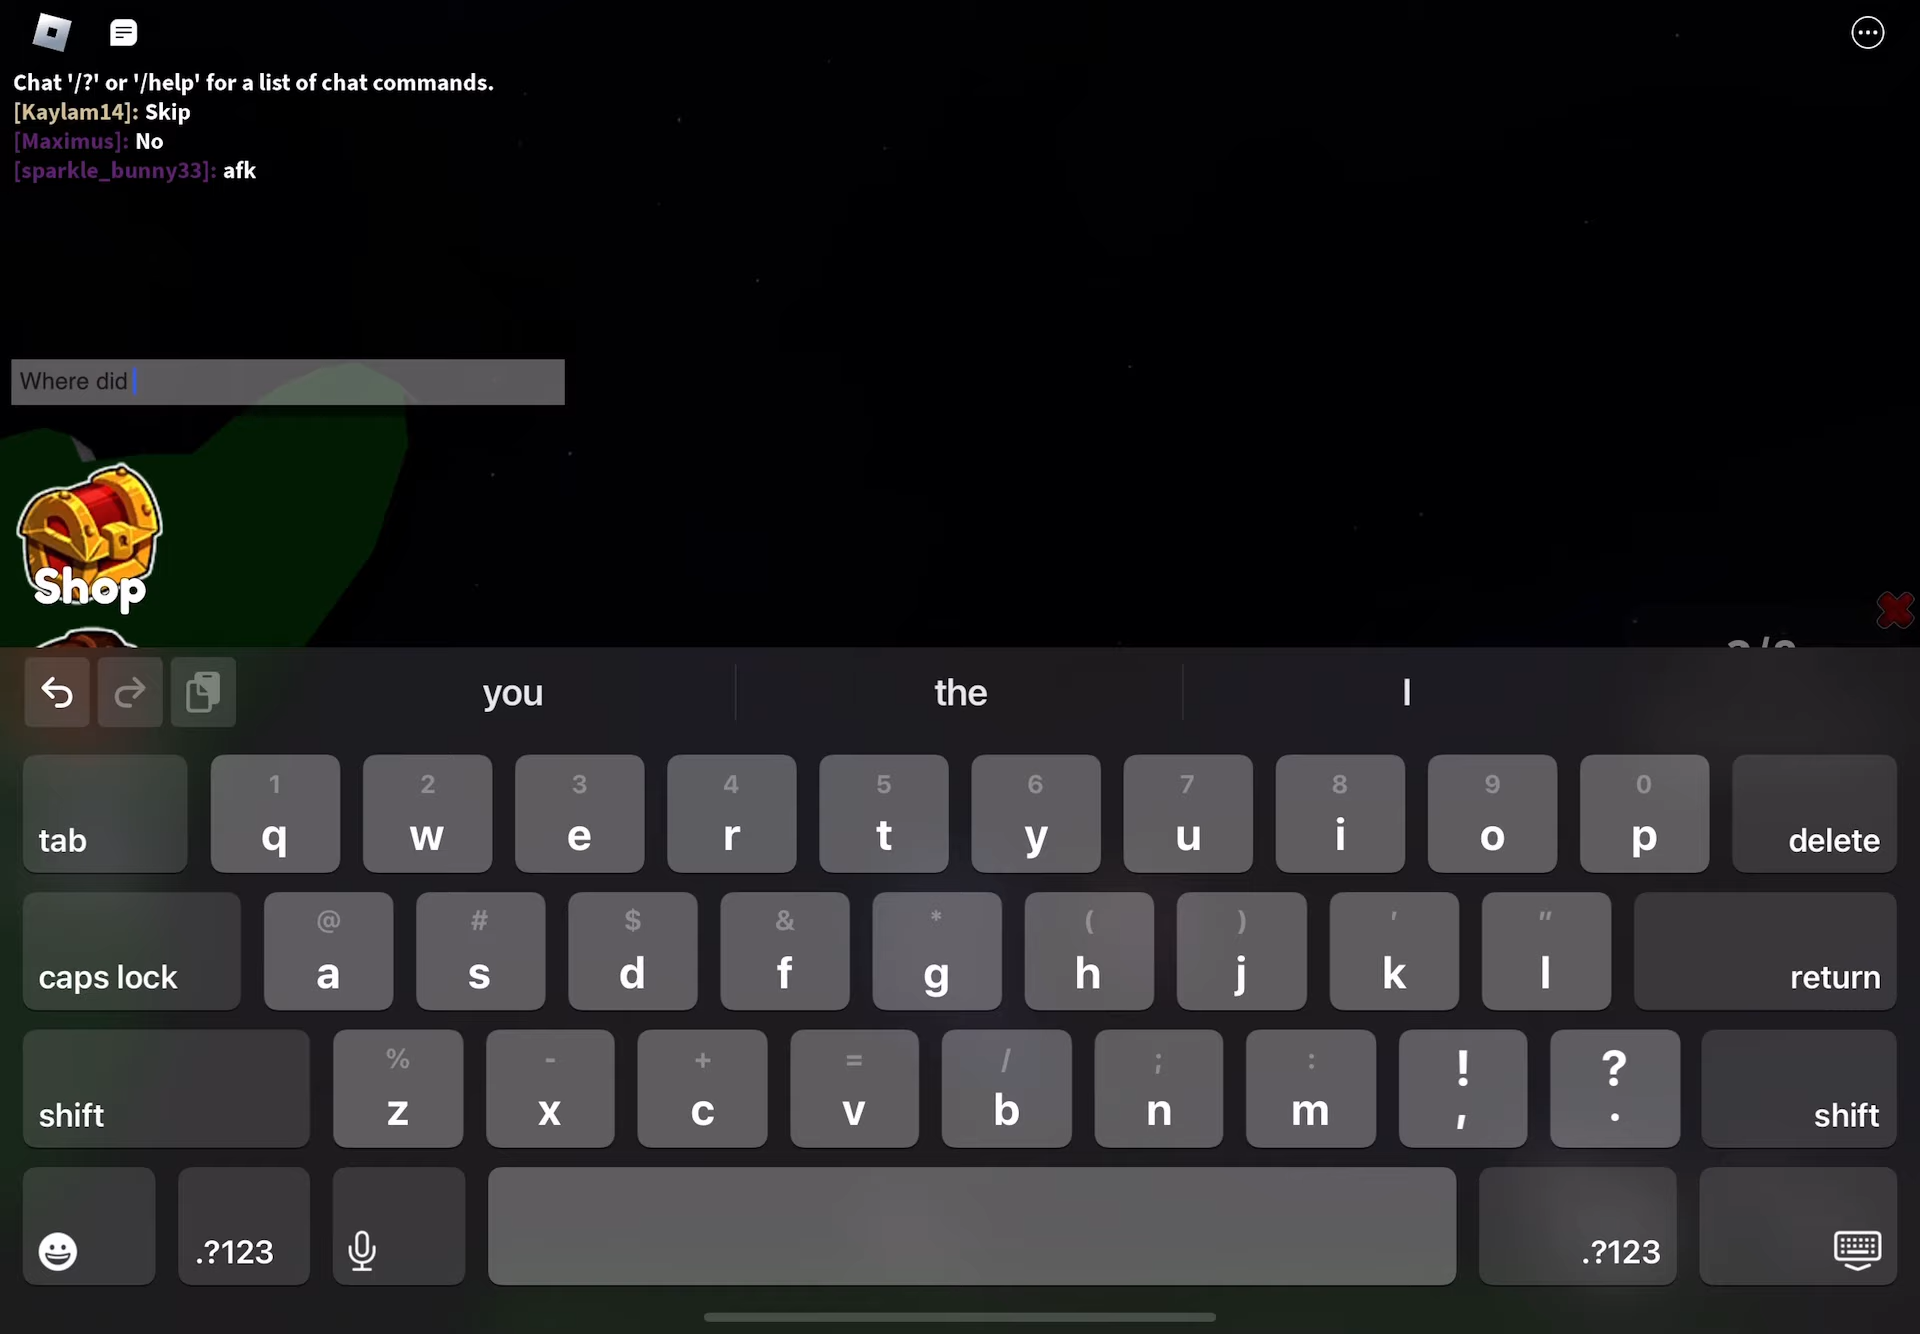 Chat '/?' or '/help' for a list of chat commands.
[Kaylam14]: Skip
[Maximus]: No
[sparkle_bunny33]: afk
Where did
Shop
you the I
1 2 3 4 5 6 7 8 9 0
tab q w e r t y u i o p delete
@ # $ & * ( ) ' "
caps lock a s d f g h j k l return
% - + = / ; : ! ?
shift z x c v b n m , . shift
.?123 .?123